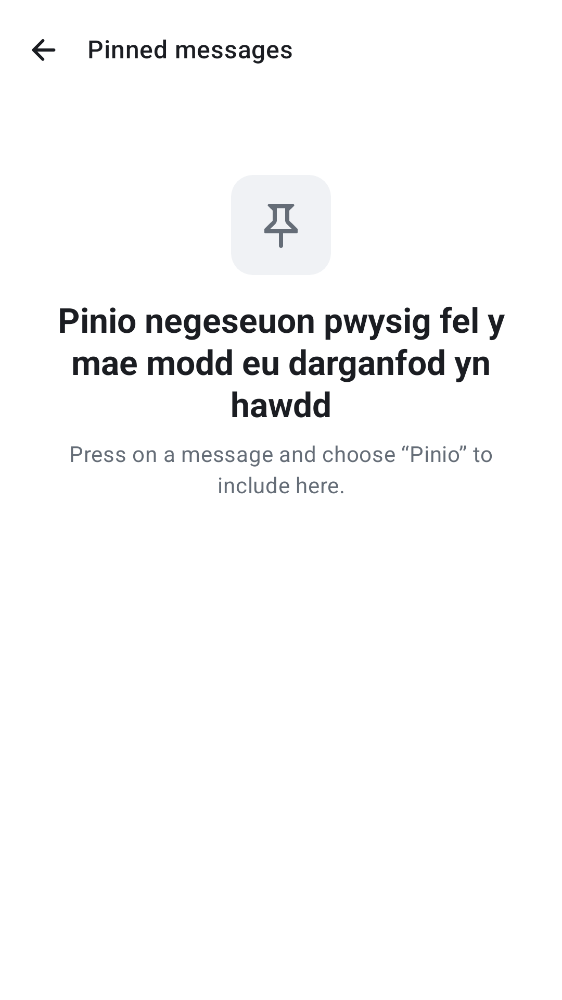 Pinned messages
Pinio negeseuon pwysig fel y
mae modd eu darganfod yn
hawdd
Press on a message and choose “Pinio” to
include here.